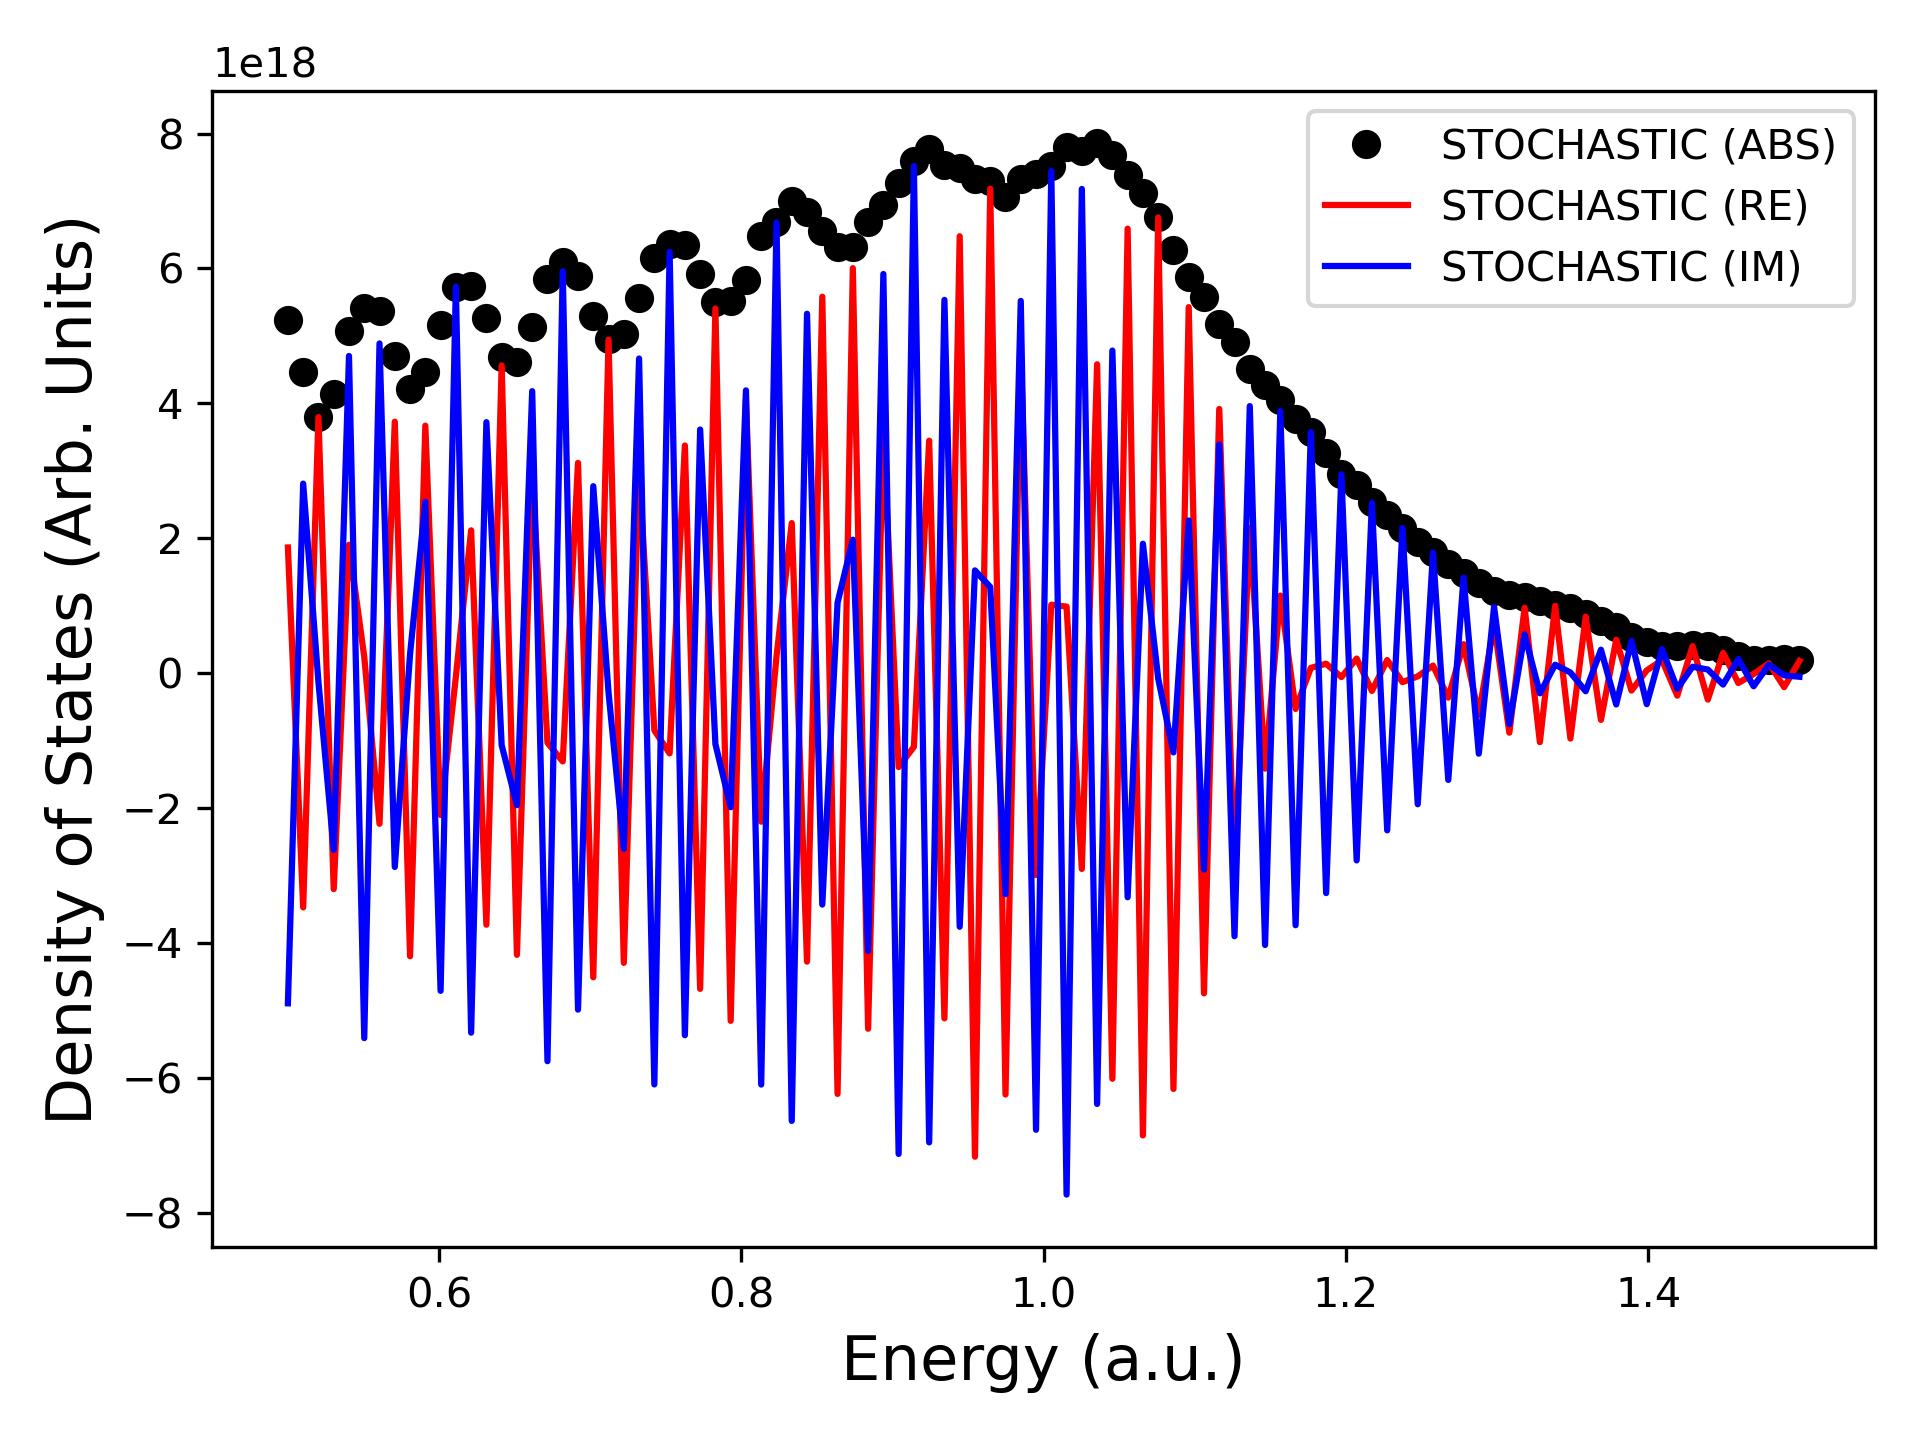 1e18
8
6
4
2
0
−2
−4
−6
−8
Density of States (Arb. Units)
STOCHASTIC (ABS)
STOCHASTIC (RE)
STOCHASTIC (IM)
0.6 0.8 1.0 1.2 1.4
Energy (a.u.)